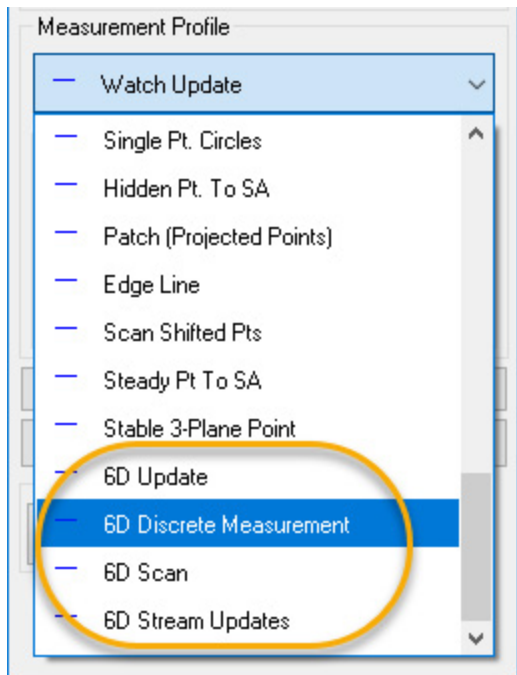 Measurement Profile
Watch Update
Single Pt. Circles
Hidden Pt. To SA
Patch (Projected Points)
Edge Line
Scan Shifted Pts
Steady Pt To SA
Stable 3-Plane Point
6D Update
6D Discrete Measurement
6D Scan
6D Stream Updates